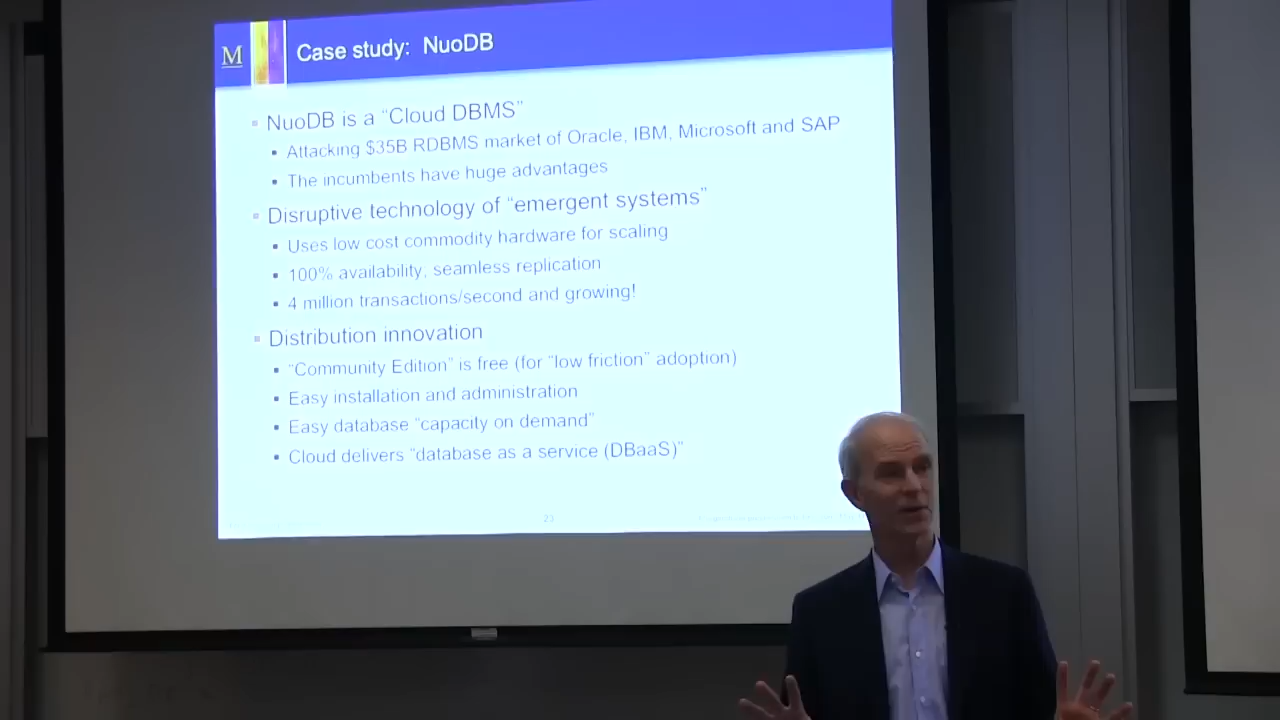 M
Case study: NuoDB
NuoDB is a “Cloud DBMS”
Attacking $35B RDBMS market of Oracle, IBM, Microsoft and SAP
The incumbents have huge advantages
Disruptive technology of “emergent systems”
Uses low cost commodity hardware for scaling
100% availability, seamless replication
4 million transactions/second and growing!
Distribution innovation
“Community Edition” is free (for “low friction” adoption)
Easy installation and administration
Easy database “capacity on demand”
Cloud delivers “database as a service (DBaaS)”
23